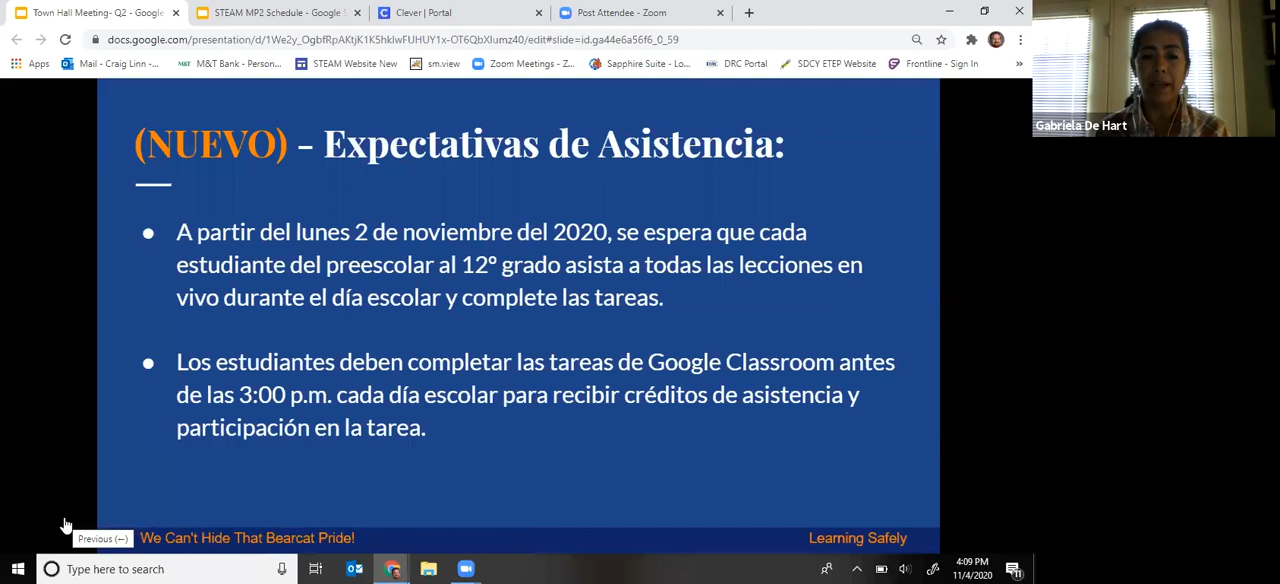 Town Hall Meeting- Q2 - Google
STEAM MP2 Schedule - Google S
Clever | Portal
Post Attendee - Zoom
docs.google.com/presentation/d/1We2y_OgbfRpAKtjK1K5hkIwFUHUY1x-OT6QbXIumz40/edit#slide=id.ga44e6a56f6_0_59
Apps
Mail - Craig Linn -...
M&T Bank - Person...
STEAM Website New
sm.view
Zoom Meetings - Z...
Sapphire Suite - Lo...
DRC Portal
SDCY ETEP Website
Frontline - Sign In
Gabriela De Hart
(NUEVO) - Expectativas de Asistencia:
● A partir del lunes 2 de noviembre del 2020, se espera que cada
estudiante del preescolar al 12º grado asista a todas las lecciones en
vivo durante el día escolar y complete las tareas.
● Los estudiantes deben completar las tareas de Google Classroom antes
de las 3:00 p.m. cada día escolar para recibir créditos de asistencia y
participación en la tarea.
Previous (←)
We Can't Hide That Bearcat Pride!
Learning Safely
Type here to search
4:09 PM
11/4/2020
11